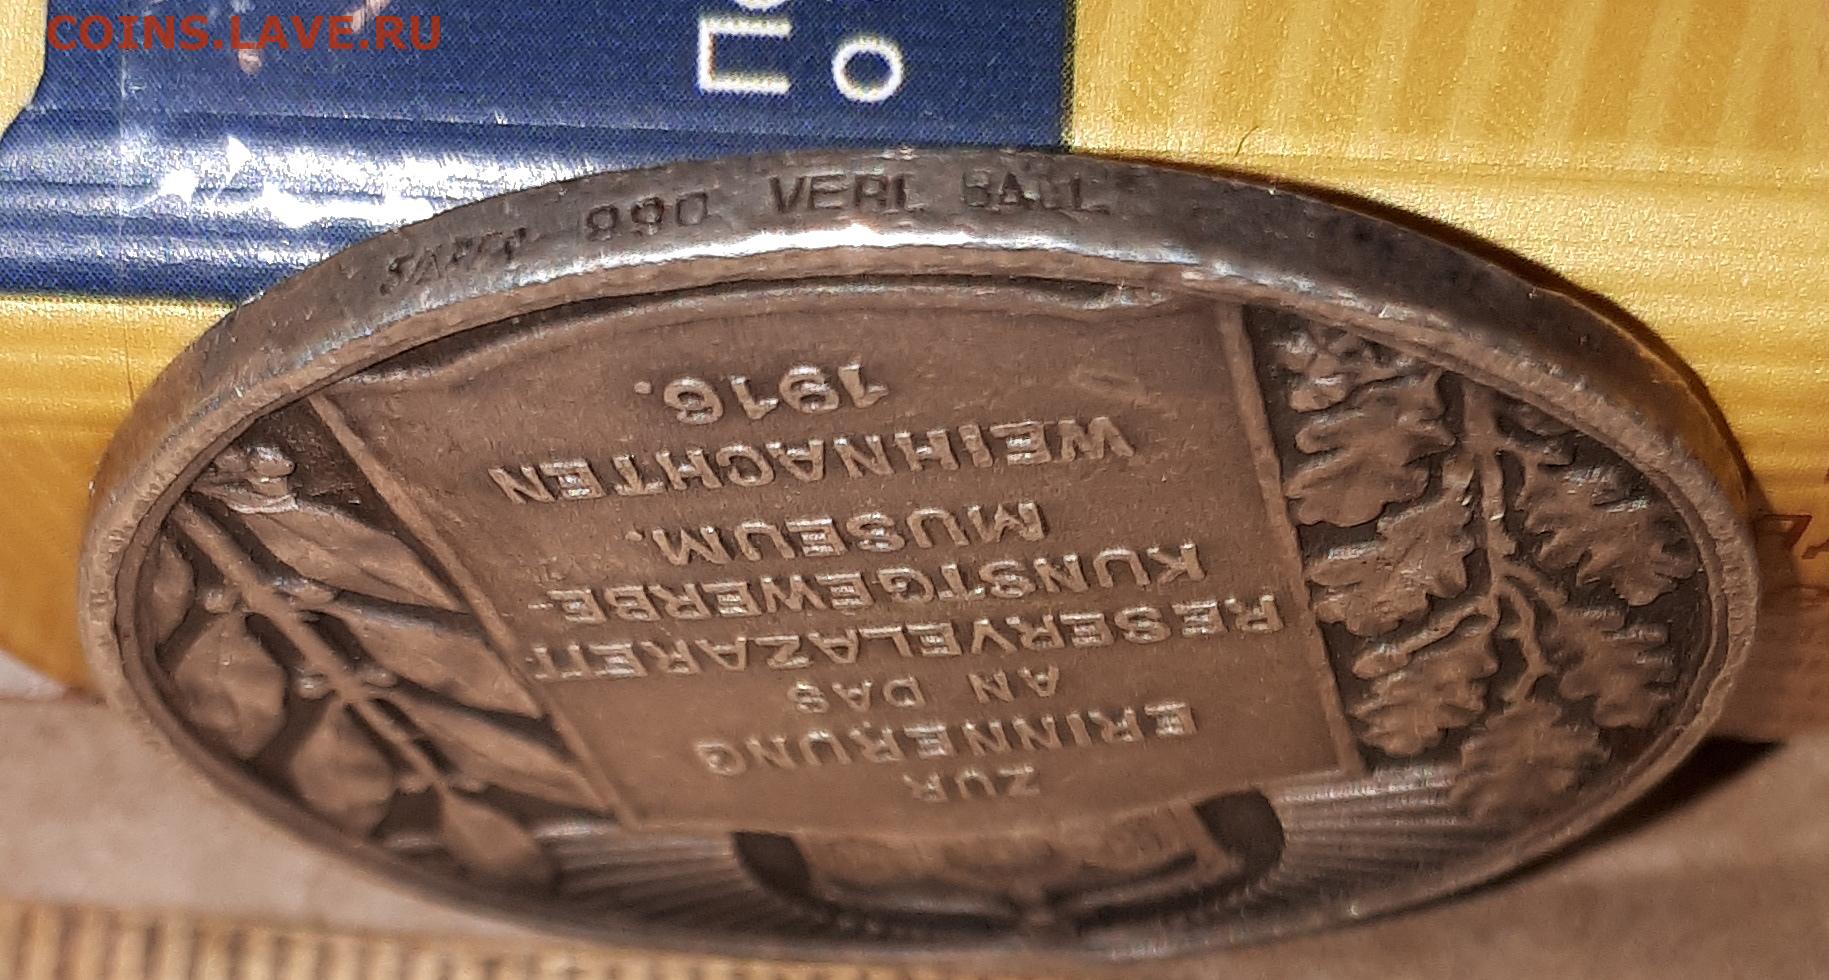 COINS.LAVE.RU
990 VERL BALL
ZUR
ERINNERUNG
AN DAS
RESERVELAZARETT
KUNSTGEWERBE-
MUSEUM.
WEIHNACHTEN
1916.